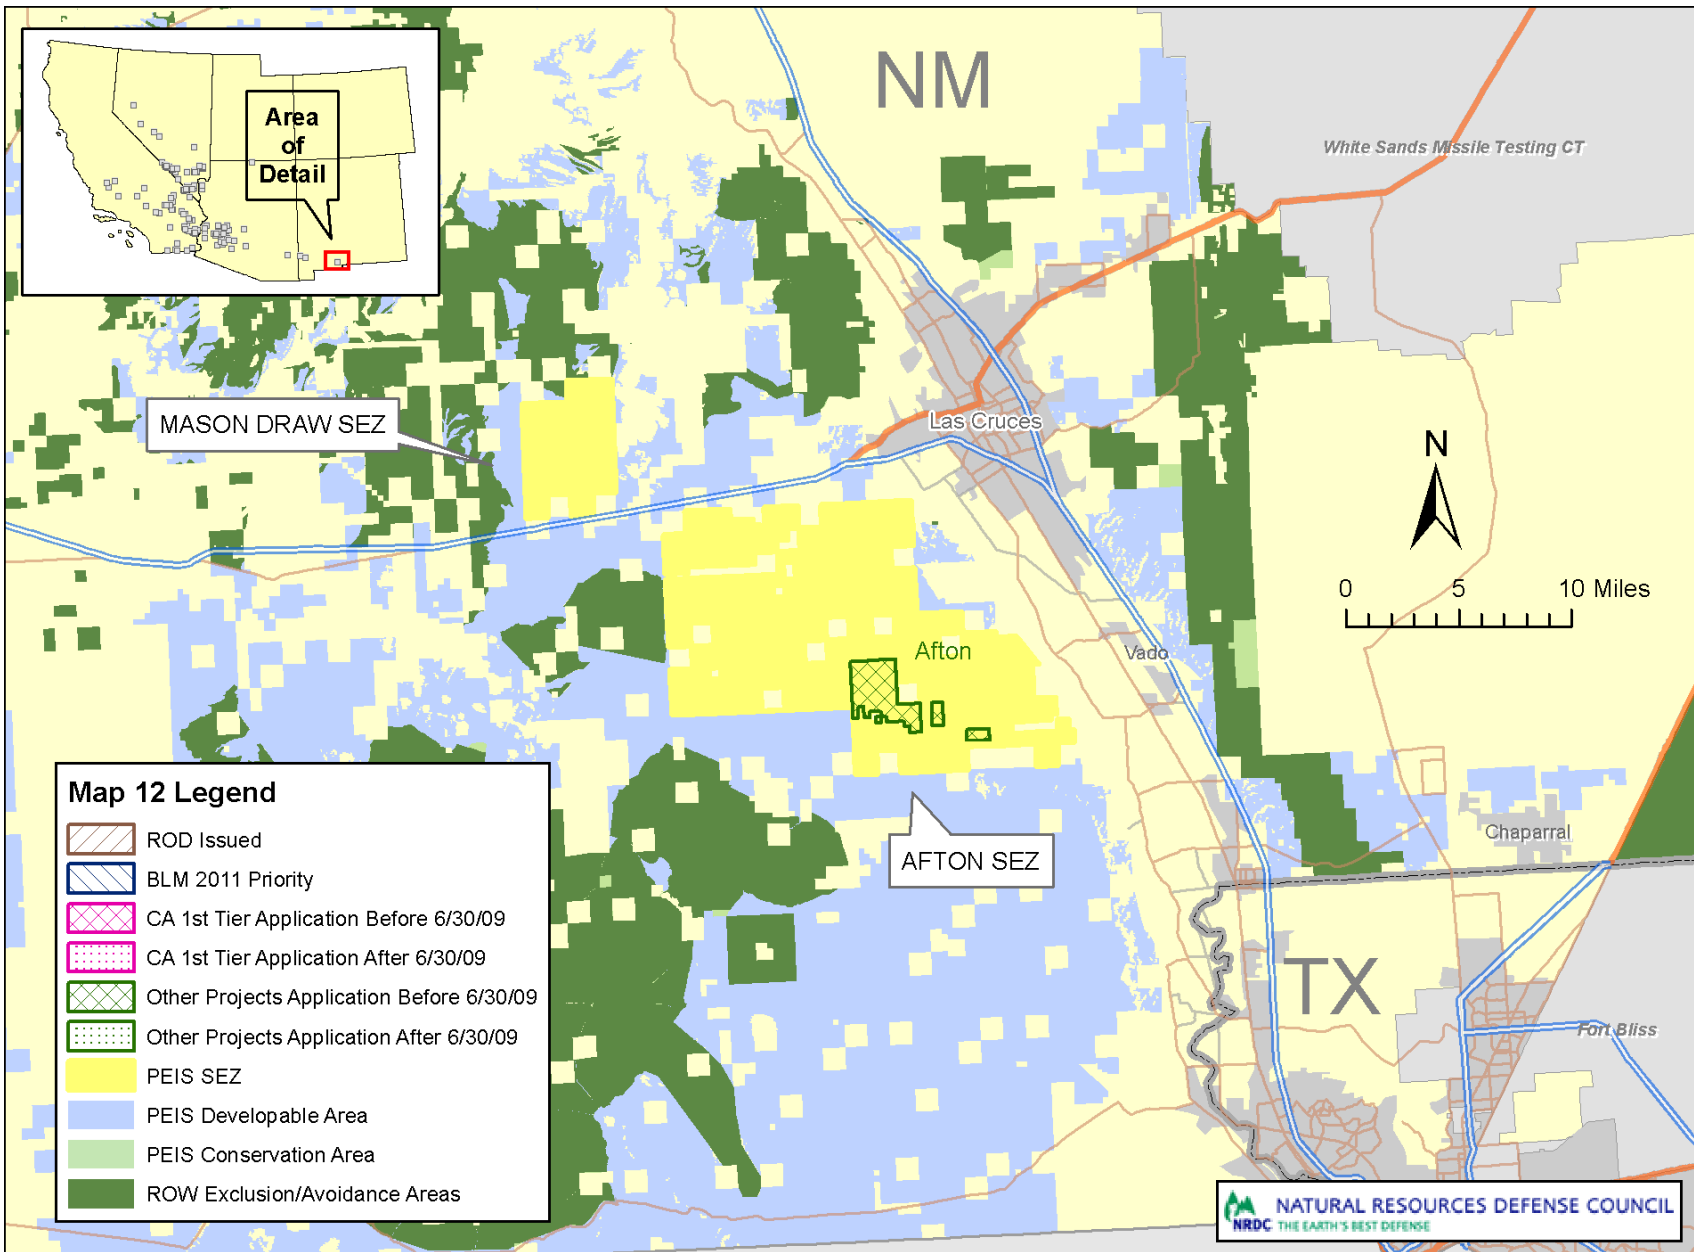 Area
of
Detail
NM
White Sands Missile Testing CT
MASON DRAW SEZ
Las Cruces
N
0 5 10 Miles
Afton
Vado
AFTON SEZ
Chaparral
TX
Fort Bliss
Map 12 Legend
ROD Issued
BLM 2011 Priority
CA 1st Tier Application Before 6/30/09
CA 1st Tier Application After 6/30/09
Other Projects Application Before 6/30/09
Other Projects Application After 6/30/09
PEIS SEZ
PEIS Developable Area
PEIS Conservation Area
ROW Exclusion/Avoidance Areas
NRDC
NATURAL RESOURCES DEFENSE COUNCIL
THE EARTH'S BEST DEFENSE